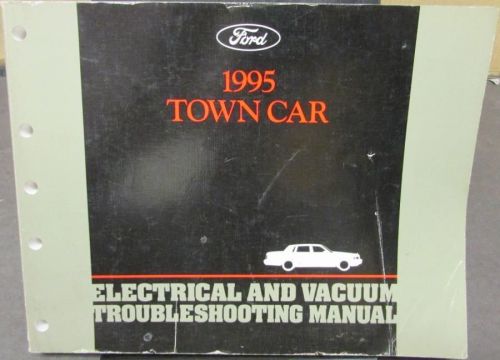 Ford
1995
TOWN CAR
ELECTRICAL AND VACUUM
TROUBLESHOOTING MANUAL